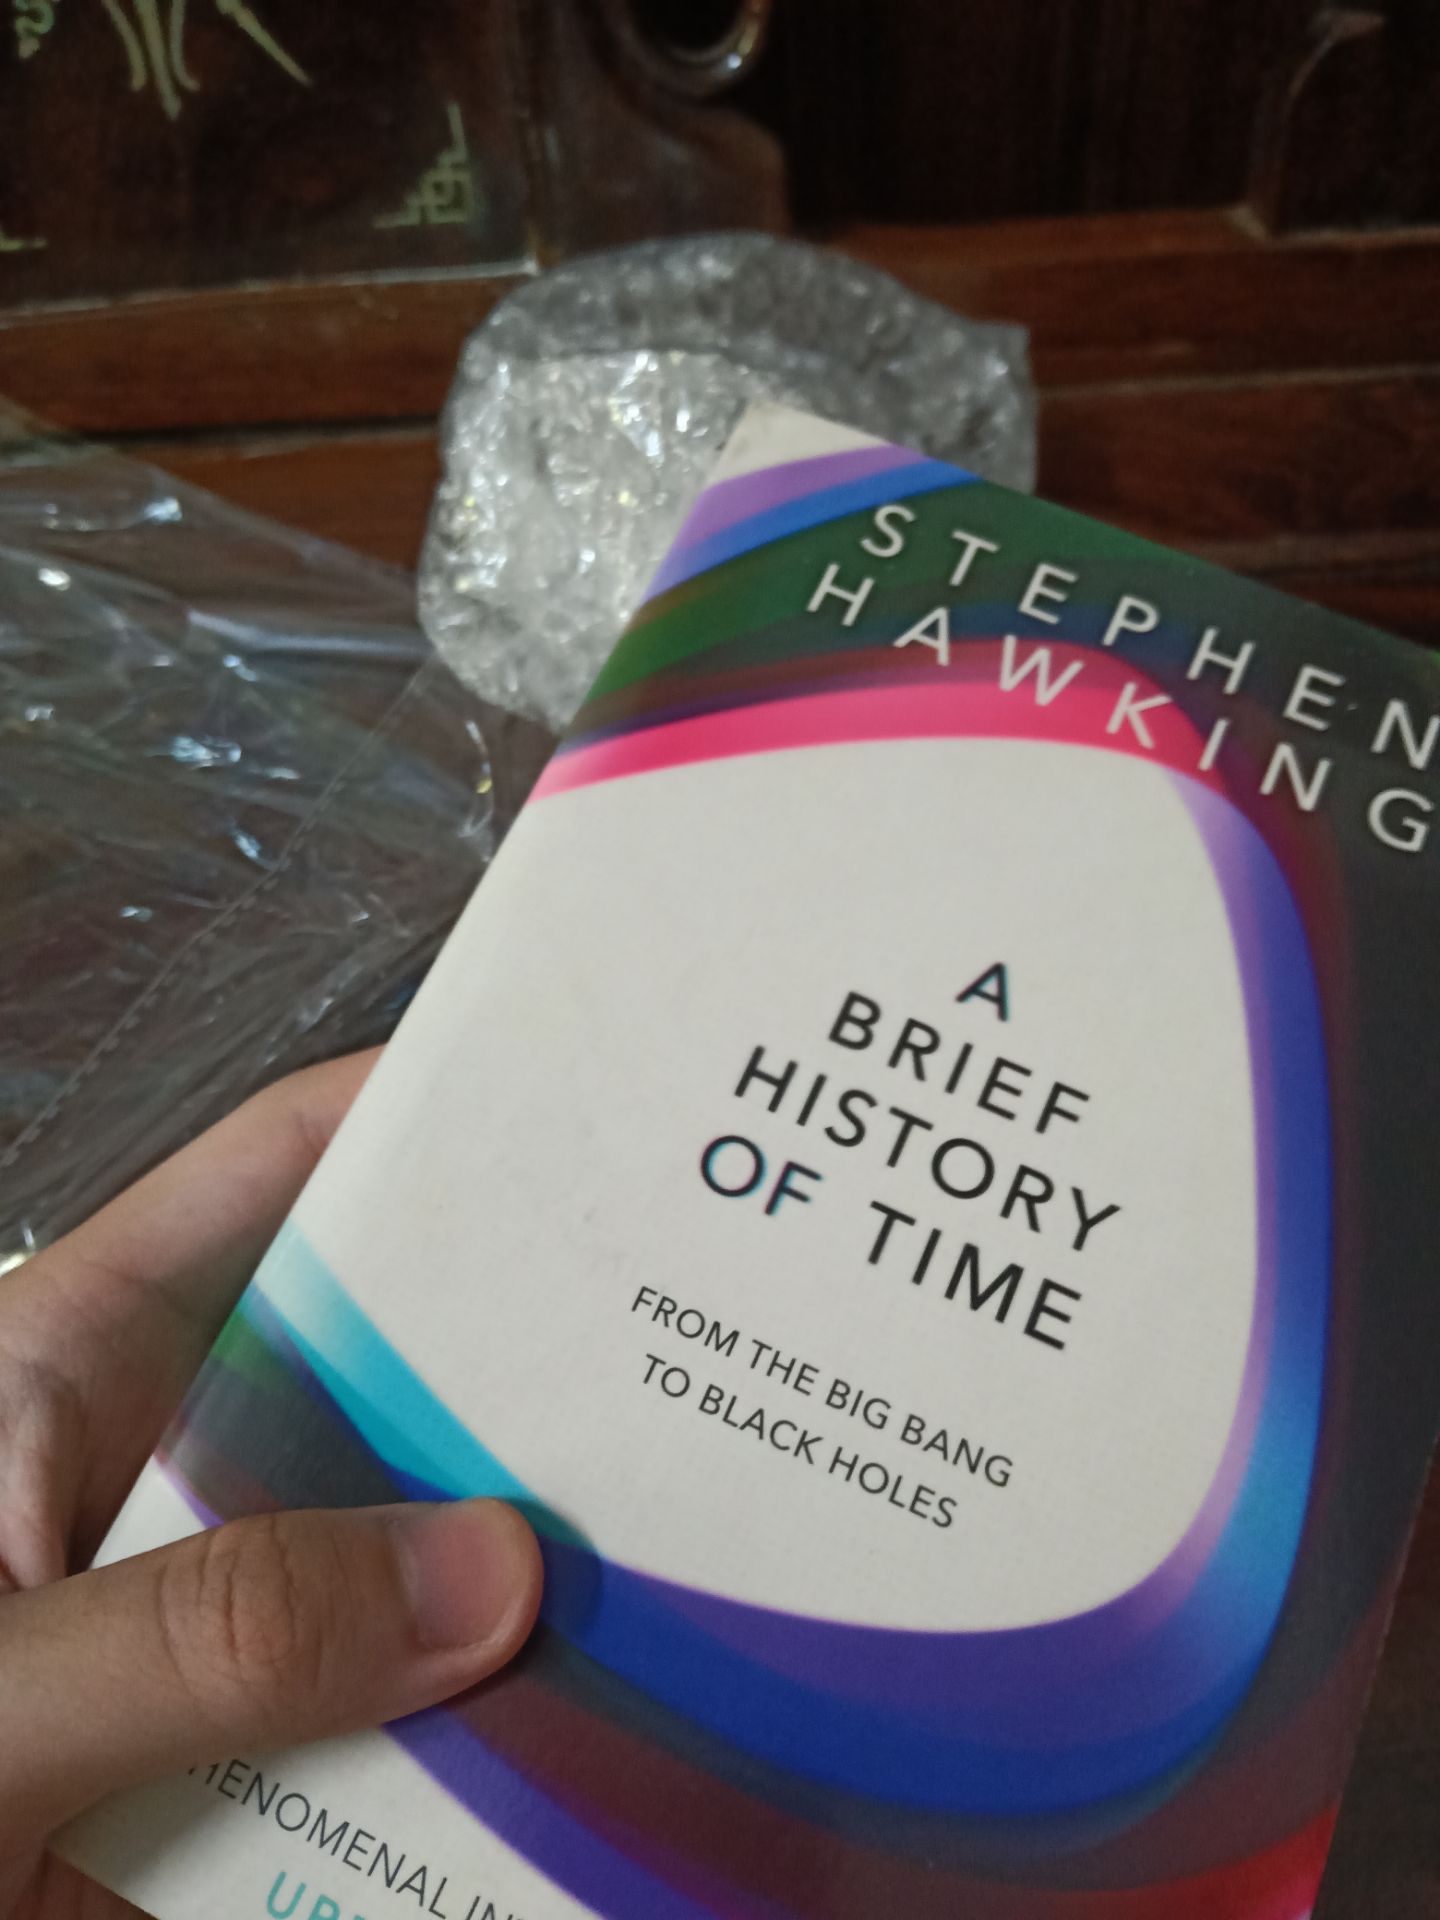 STEPHEN
HAWKING
A
BRIEF
HISTORY
OF TIME
FROM THE BIG BANG
TO BLACK HOLES